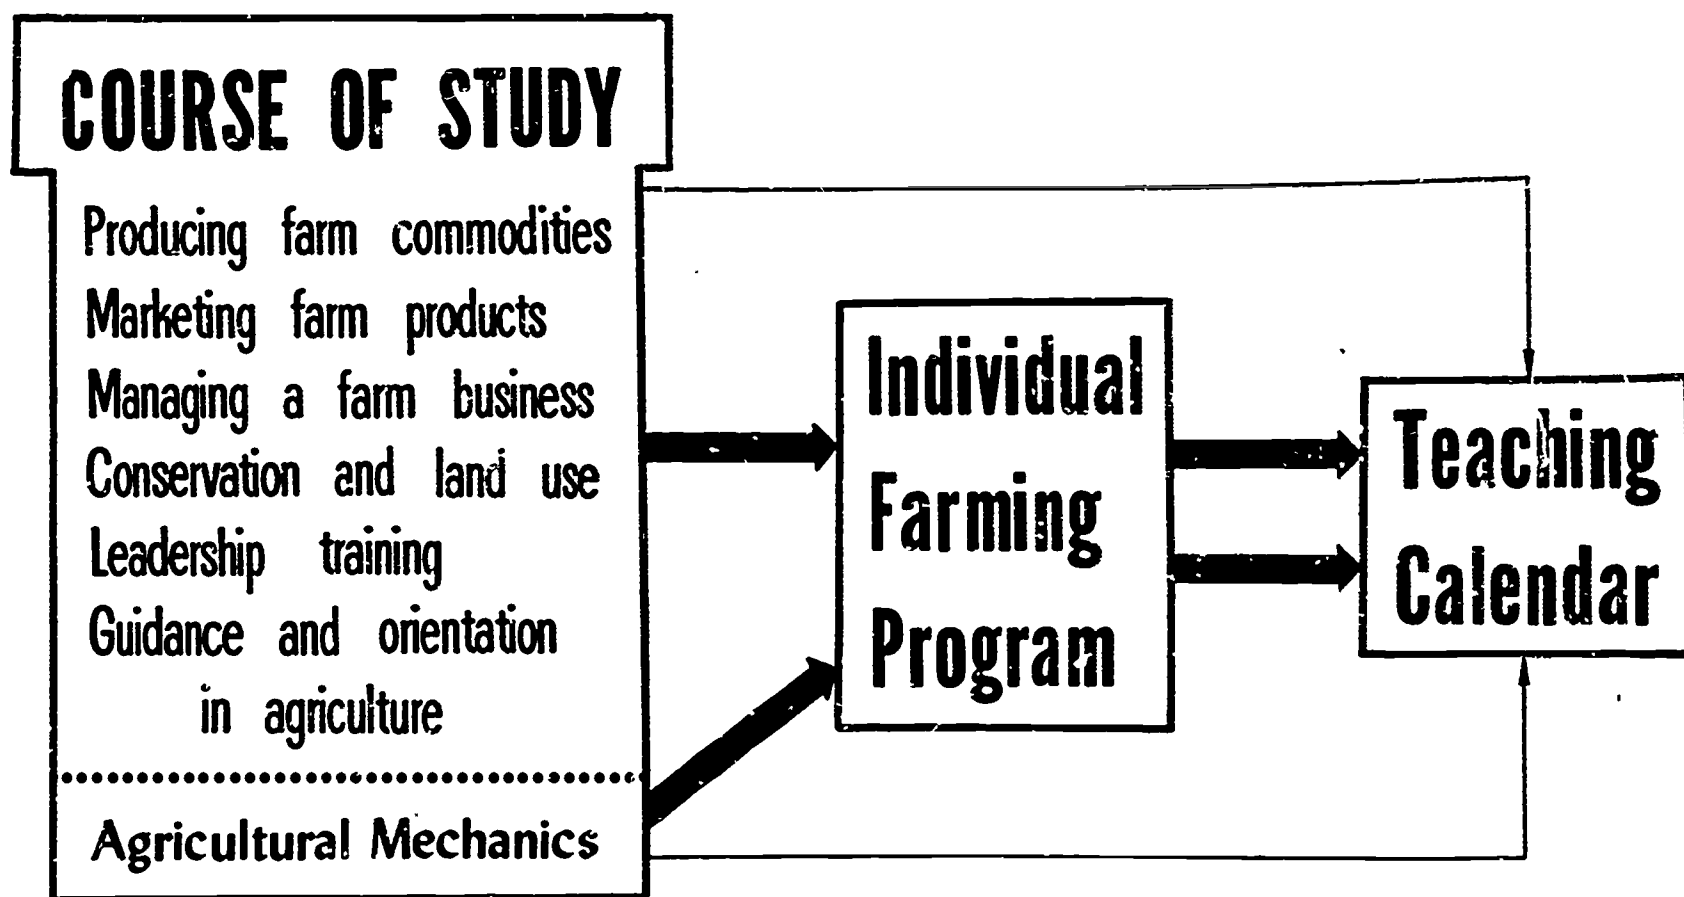 COURSE OF STUDY
Producing farm commodities
Marketing farm products
Managing a farm business
Conservation and land use
Leadership training
Guidance and orientation
in agriculture
Agricultural Mechanics
Individual
Farming
Program
Teaching
Calendar